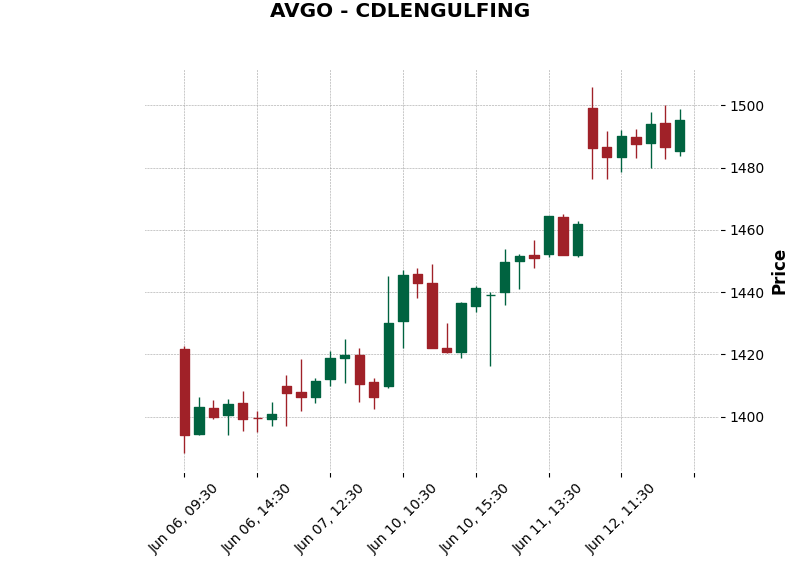 AVGO - CDLENGULFING
1500
1480
1460
1440
1420
1400
Price
Jun 06, 09:30
Jun 06, 14:30
Jun 07, 12:30
Jun 10, 10:30
Jun 10, 15:30
Jun 11, 13:30
Jun 12, 11:30